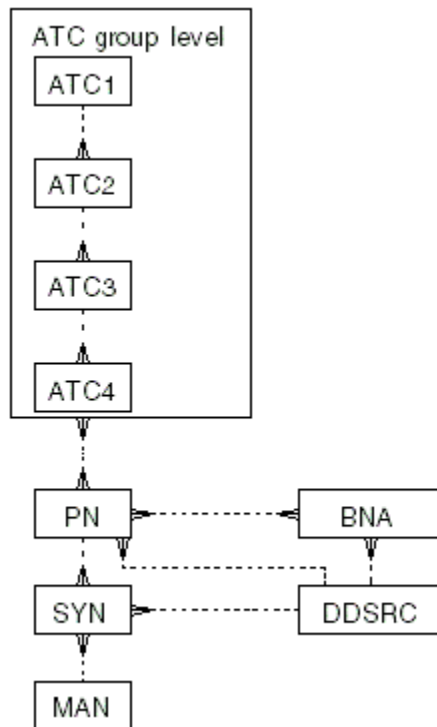 ATC group level
ATC1
ATC2
ATC3
ATC4
PN
BNA
SYN
DDSRC
MAN